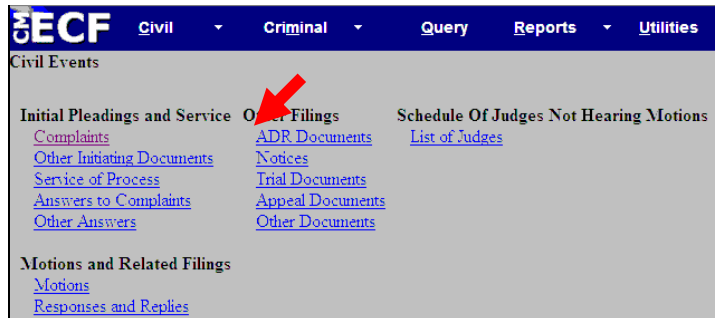 CM ECF Civil Criminal Query Reports Utilities
Civil Events
Initial Pleadings and Service
Complaints
Other Initiating Documents
Service of Process
Answers to Complaints
Other Answers
Motions and Related Filings
Motions
Responses and Replies
Other Filings
ADR Documents
Notices
Trial Documents
Appeal Documents
Other Documents
Schedule Of Judges Not Hearing Motions
List of Judges